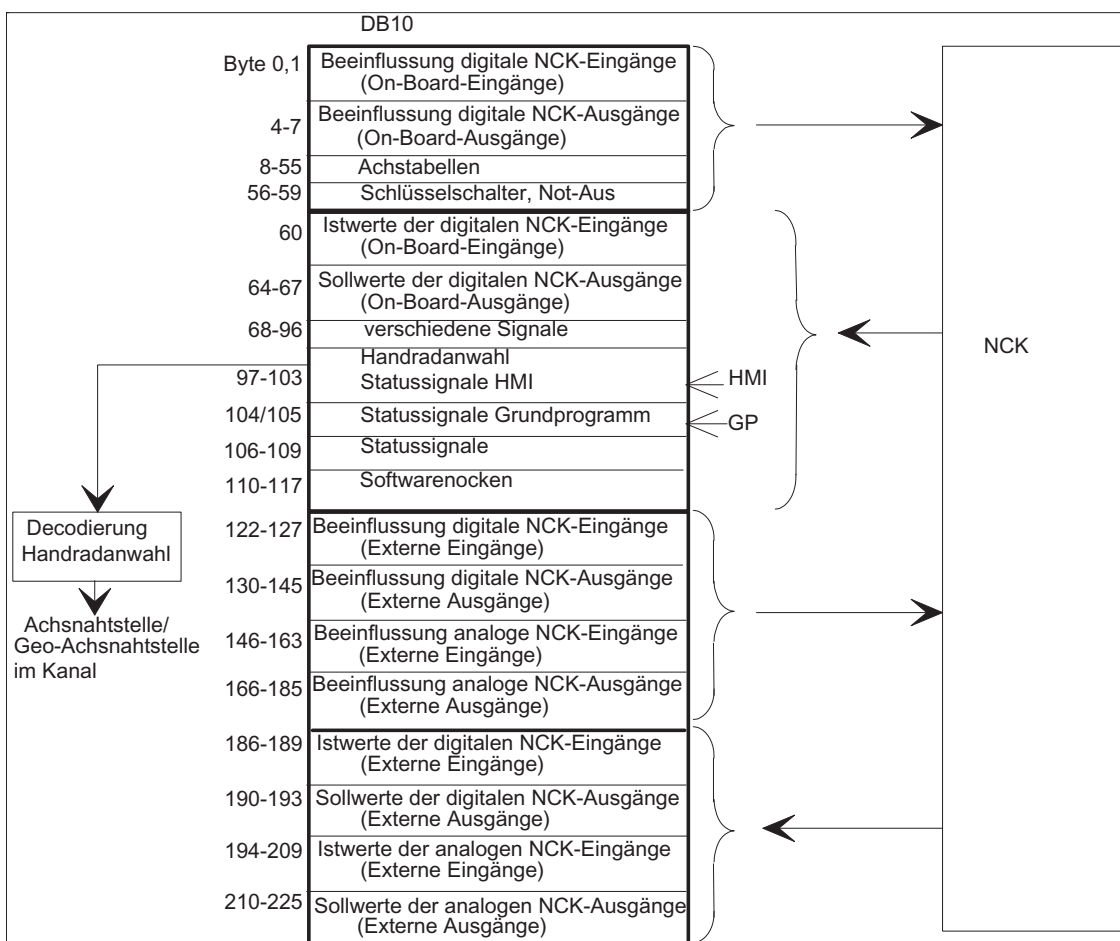 DB10
Byte 0,1
Beeinflussung digitale NCK-Eingänge
(On-Board-Eingänge)
4-7
Beeinflussung digitale NCK-Ausgänge
(On-Board-Ausgänge)
8-55
Achstabellen
56-59
Schlüsselschalter, Not-Aus
60
Istwerte der digitalen NCK-Eingänge
(On-Board-Eingänge)
64-67
Sollwerte der digitalen NCK-Ausgänge
(On-Board-Ausgänge)
68-96
verschiedene Signale
97-103
Handradanwahl
Statussignale HMI
HMI
104/105
Statussignale Grundprogramm
GP
106-109
Statussignale
110-117
Softwarenocken
NCK
Decodierung
Handradanwahl
Achsnahtstelle/
Geo-Achsnahtstelle
im Kanal
122-127
Beeinflussung digitale NCK-Eingänge
(Externe Eingänge)
130-145
Beeinflussung digitale NCK-Ausgänge
(Externe Ausgänge)
146-163
Beeinflussung analoge NCK-Eingänge
(Externe Eingänge)
166-185
Beeinflussung analoge NCK-Ausgänge
(Externe Ausgänge)
186-189
Istwerte der digitalen NCK-Eingänge
(Externe Eingänge)
190-193
Sollwerte der digitalen NCK-Ausgänge
(Externe Ausgänge)
194-209
Istwerte der analogen NCK-Eingänge
(Externe Eingänge)
210-225
Sollwerte der analogen NCK-Ausgänge
(Externe Ausgänge)